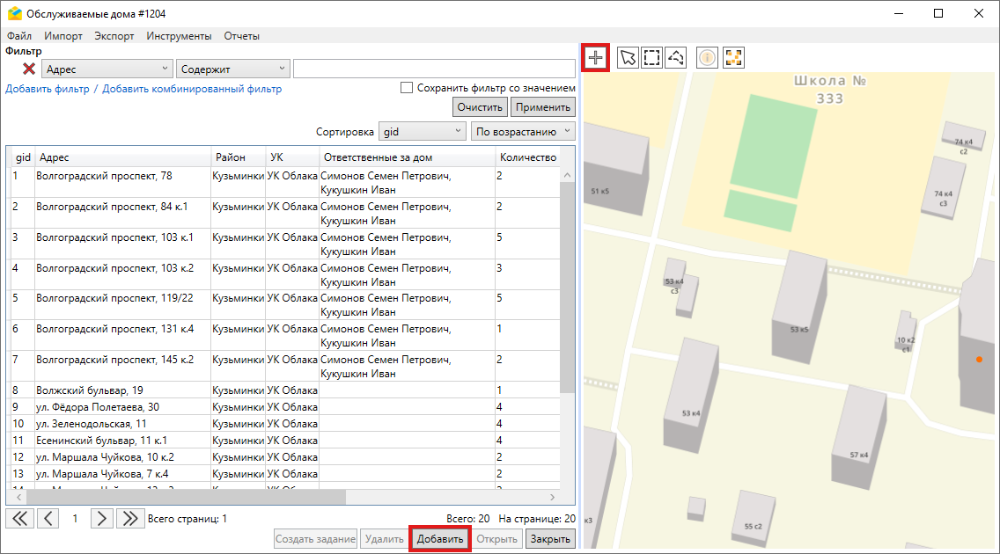 Обслуживаемые дома #1204
Файл Импорт Экспорт Инструменты Отчеты
Фильтр
Адрес Содержит
Добавить фильтр / Добавить комбинированный фильтр
Сохранить фильтр со значением
Очистить Применить
Сортировка gid По возрастанию
gid Адрес Район УК Ответственные за дом Количество
1 Волгоградский проспект, 78 Кузьминки УК Облака Симонов Семен Петрович, 2
Кукушкин Иван
2 Волгоградский проспект, 84 к.1 Кузьминки УК Облака Симонов Семен Петрович, 2
Кукушкин Иван
3 Волгоградский проспект, 103 к.1 Кузьминки УК Облака Симонов Семен Петрович, 5
Кукушкин Иван
4 Волгоградский проспект, 103 к.2 Кузьминки УК Облака Симонов Семен Петрович, 3
Кукушкин Иван
5 Волгоградский проспект, 119/22 Кузьминки УК Облака Симонов Семен Петрович, 5
Кукушкин Иван
6 Волгоградский проспект, 131 к.4 Кузьминки УК Облака Симонов Семен Петрович, 1
Кукушкин Иван
7 Волгоградский проспект, 145 к.2 Кузьминки УК Облака Симонов Семен Петрович, 2
Кукушкин Иван
8 Волжский бульвар, 19 Кузьминки УК Облака 1
9 ул. Фёдора Полетаева, 30 Кузьминки УК Облака 4
10 ул. Зеленодольская, 11 Кузьминки УК Облака 4
11 Есенинский бульвар, 11 к.1 Кузьминки УК Облака 4
12 ул. Маршала Чуйкова, 10 к.2 Кузьминки УК Облака 2
13 ул. Маршала Чуйкова, 7 к.4 Кузьминки УК Облака 2
1 Всего страниц: 1 Всего: 20 На странице: 20
Создать задание Удалить Добавить Открыть Закрыть
Школа №
333
74 к4
с2
51 к5
74 к4
с3
53 к4
с3
53 к5
10 к2
с1
53 к4
57 к4
55 с2
к3